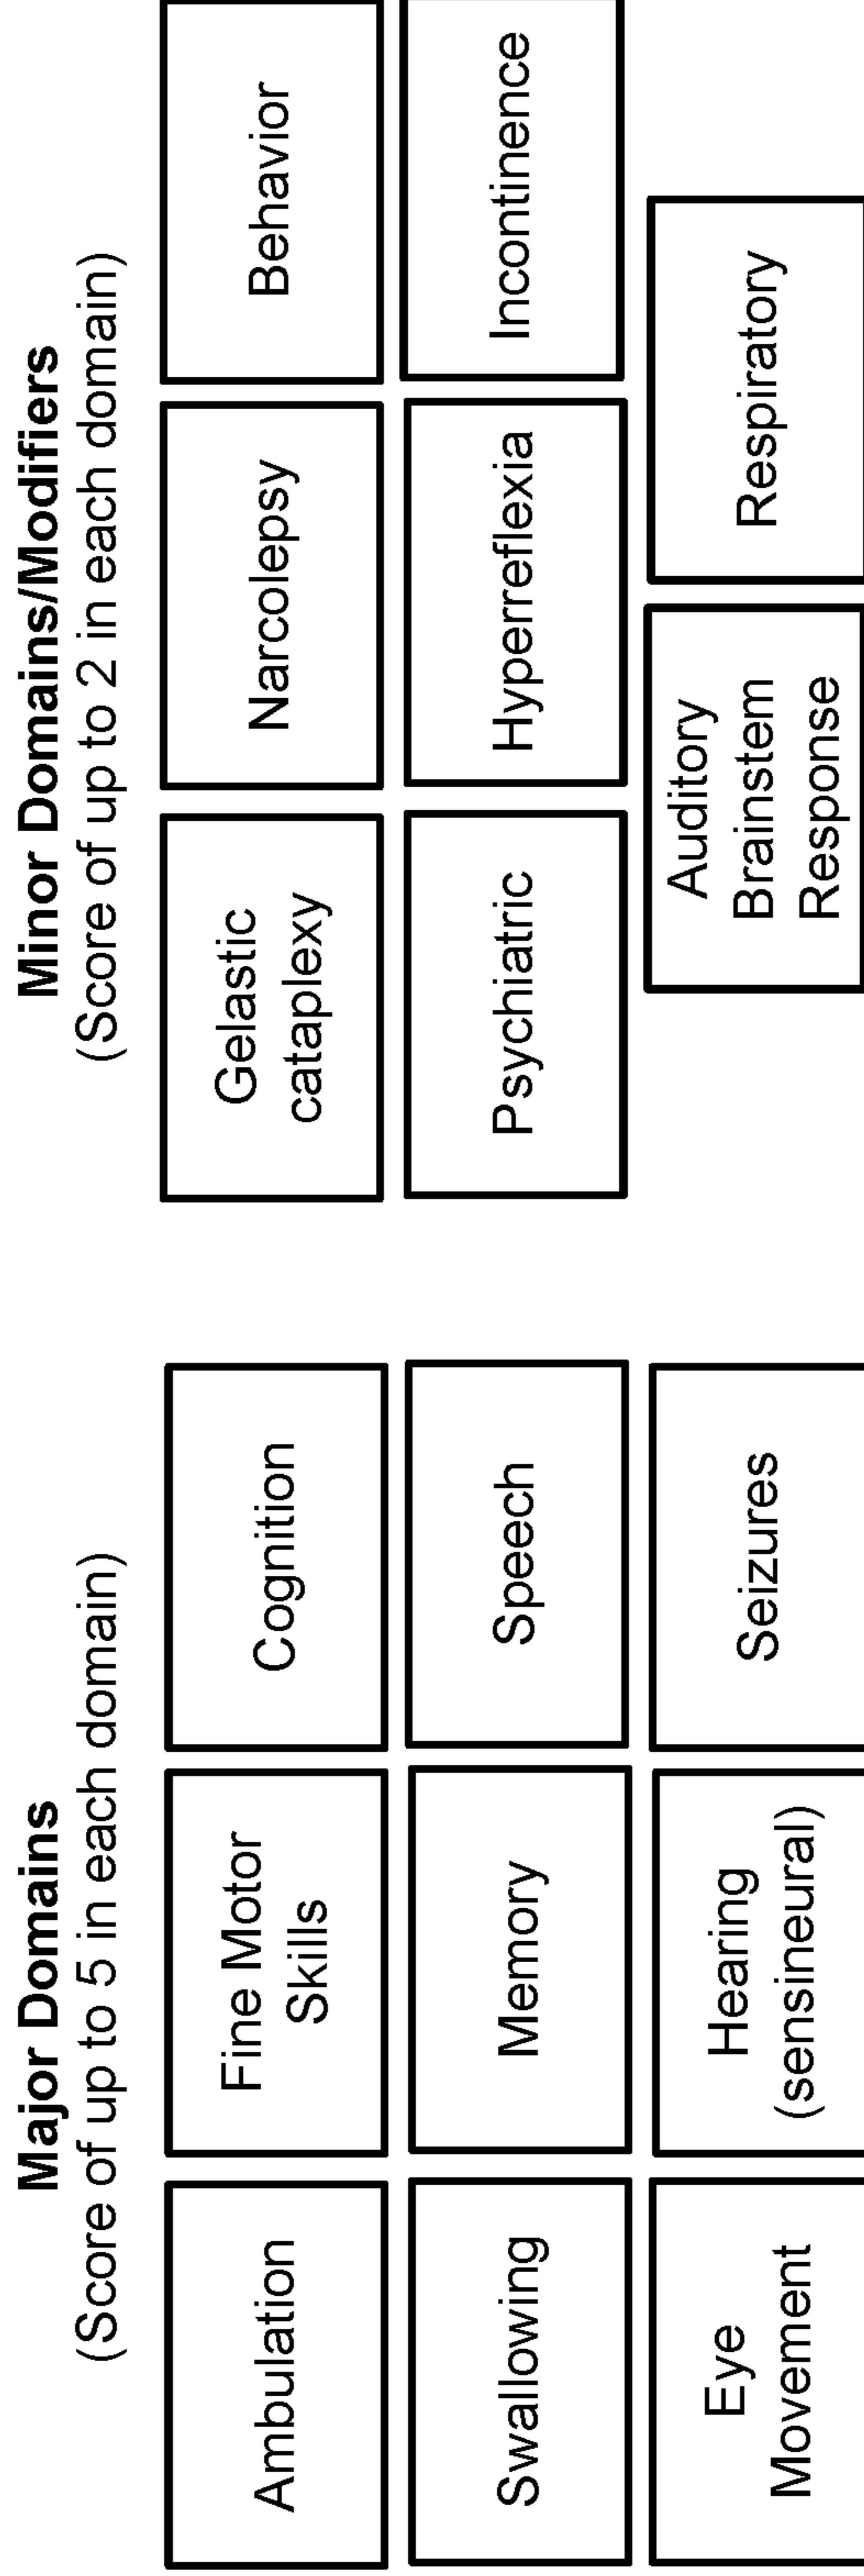 Major Domains
(Score of up to 5 in each domain)
Ambulation
Fine Motor
Skills
Cognition
Swallowing
Memory
Speech
Eye
Movement
Hearing
(sensineural)
Seizures
Minor Domains/Modifiers
(Score of up to 2 in each domain)
Gelastic
cataplexy
Narcolepsy
Behavior
Psychiatric
Hyperreflexia
Incontinence
Auditory
Brainstem
Response
Respiratory